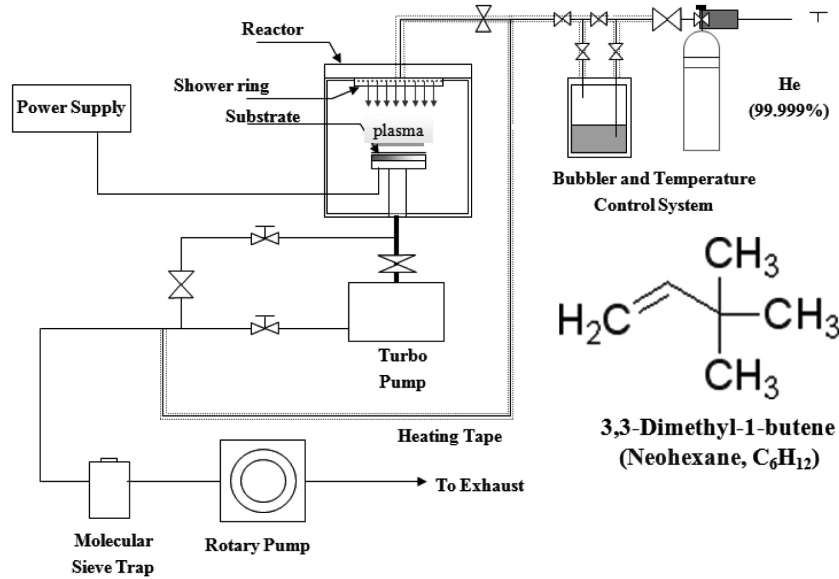 Reactor
Shower ring
Power Supply
Substrate
plasma
He
(99.999%)
Bubbler and Temperature
Control System
CH3
H2C
CH3
CH3
Turbo
Pump
3,3-Dimethyl-1-butene
(Neohexane, C6H12)
Heating Tape
To Exhaust
Molecular
Sieve Trap
Rotary Pump